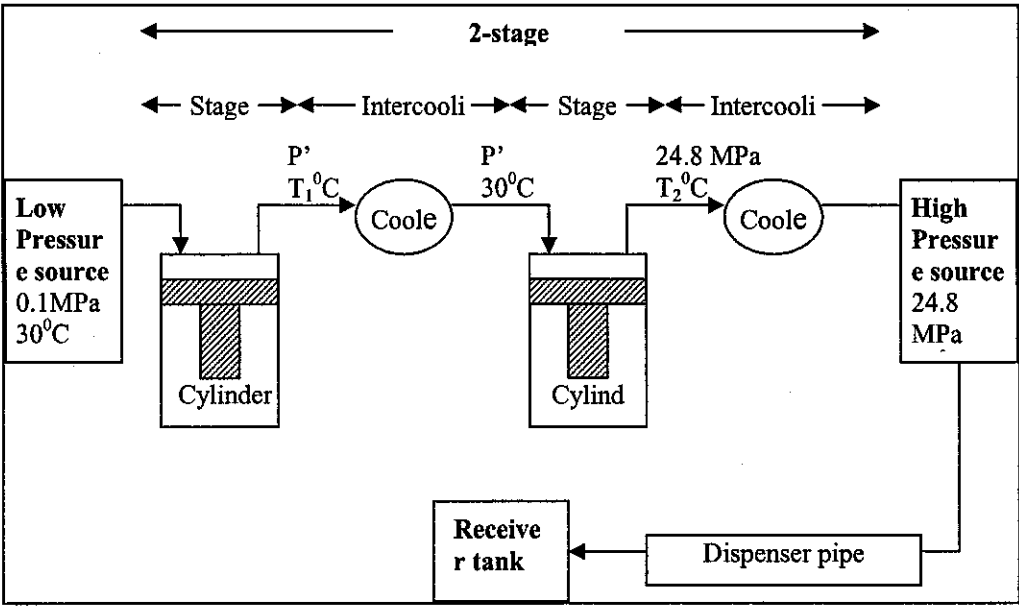 2-stage
Stage
Intercooli
Stage
Intercooli
P'
T₁⁰C
P'
30⁰C
24.8 MPa
T₂⁰C
Low
Pressur
e source
0.1MPa
30⁰C
Coole
Coole
High
Pressur
e source
24.8
MPa
Cylinder
Cylind
Receive
r tank
Dispenser pipe